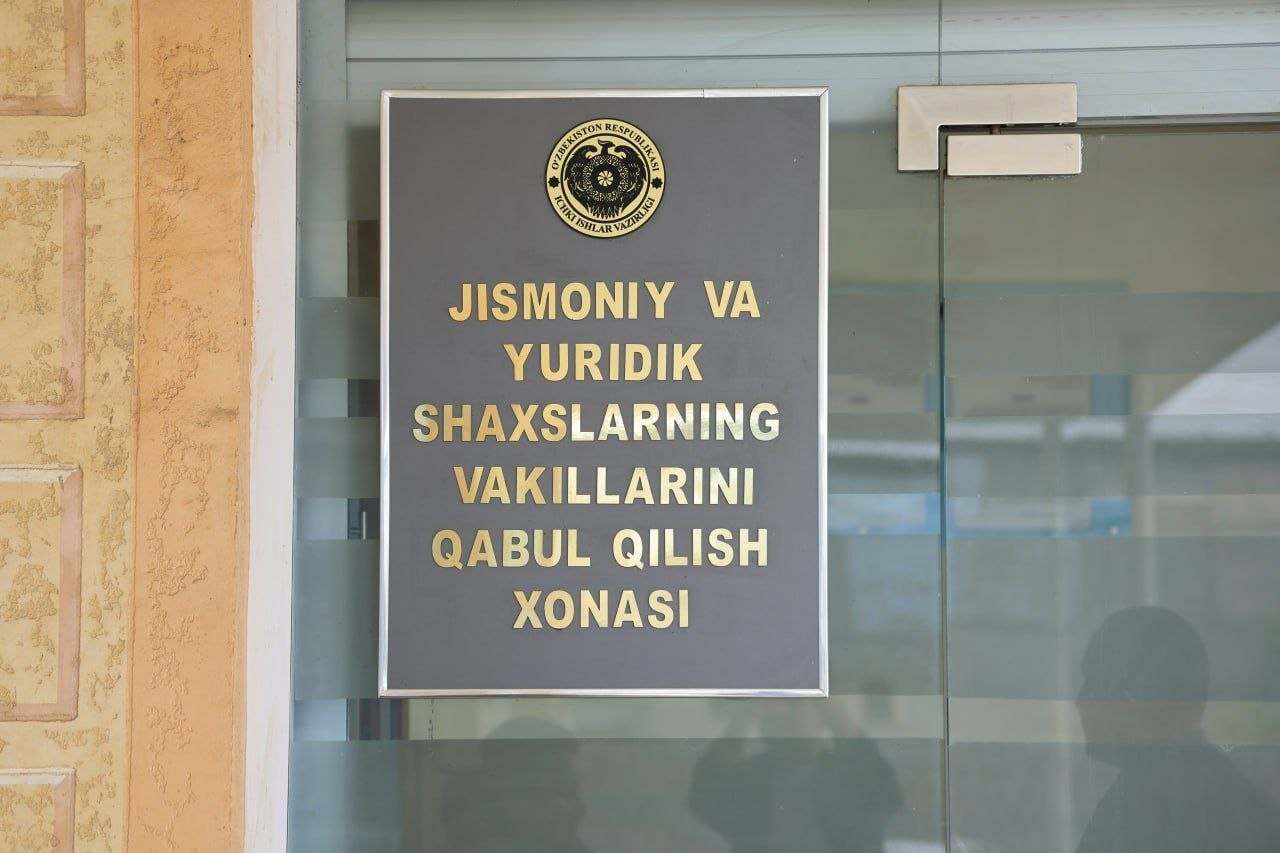 O'ZBEKISTON RESPUBLIKASI
ICHKI ISHLAR VAZIRLIGI
JISMONIY VA
YURIDIK
SHAXSLARNING
VAKILLARINI
QABUL QILISH
XONASI